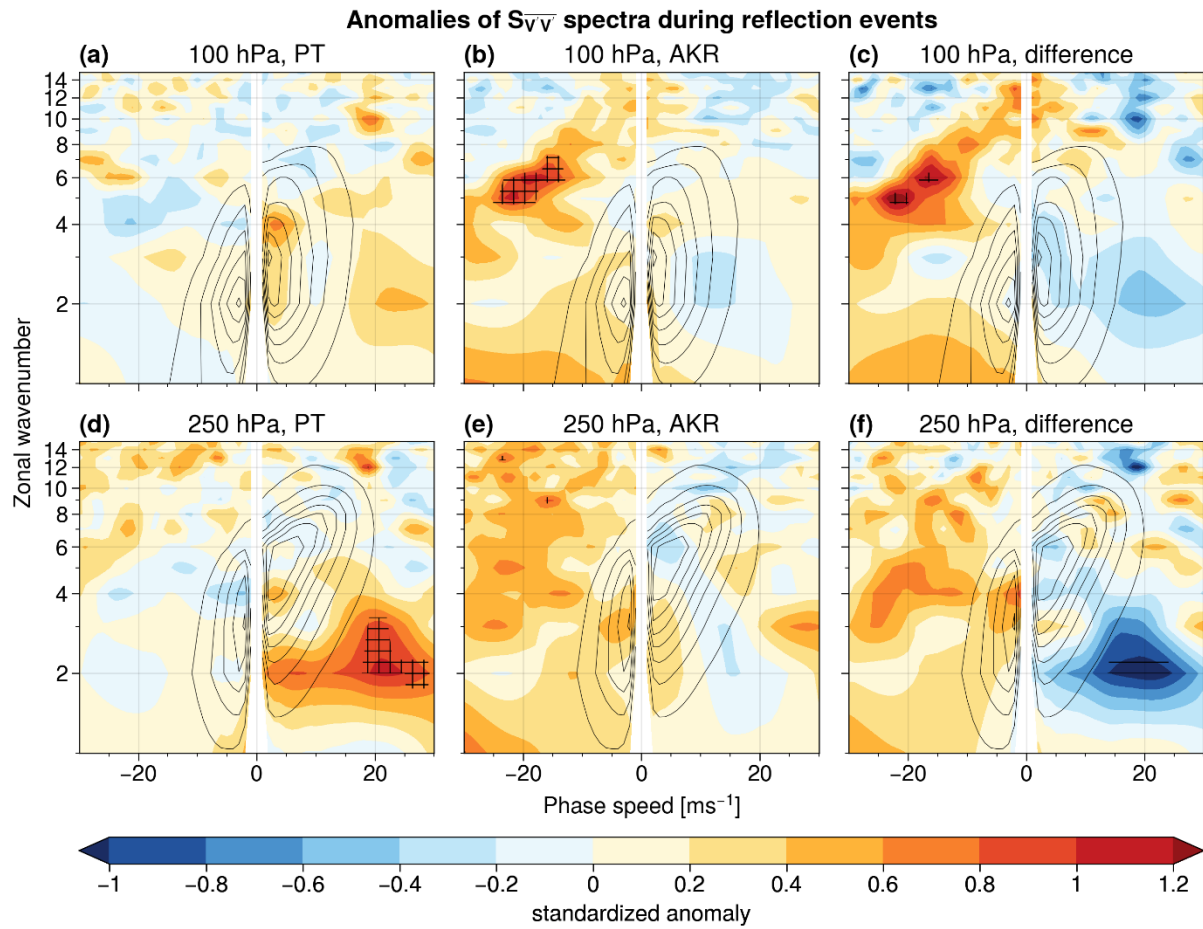 Anomalies of S_{\overline{V'V'}} spectra during reflection events
(a) 100 hPa, PT
(b) 100 hPa, AKR
(c) 100 hPa, difference
14
12
10
8
6
4
2
(d) 250 hPa, PT
(e) 250 hPa, AKR
(f) 250 hPa, difference
14
12
10
8
6
4
2
Zonal wavenumber
−20 0 20 −20 0 20 −20 0 20
Phase speed [ms⁻¹]
−1 −0.8 −0.6 −0.4 −0.2 0 0.2 0.4 0.6 0.8 1 1.2
standardized anomaly